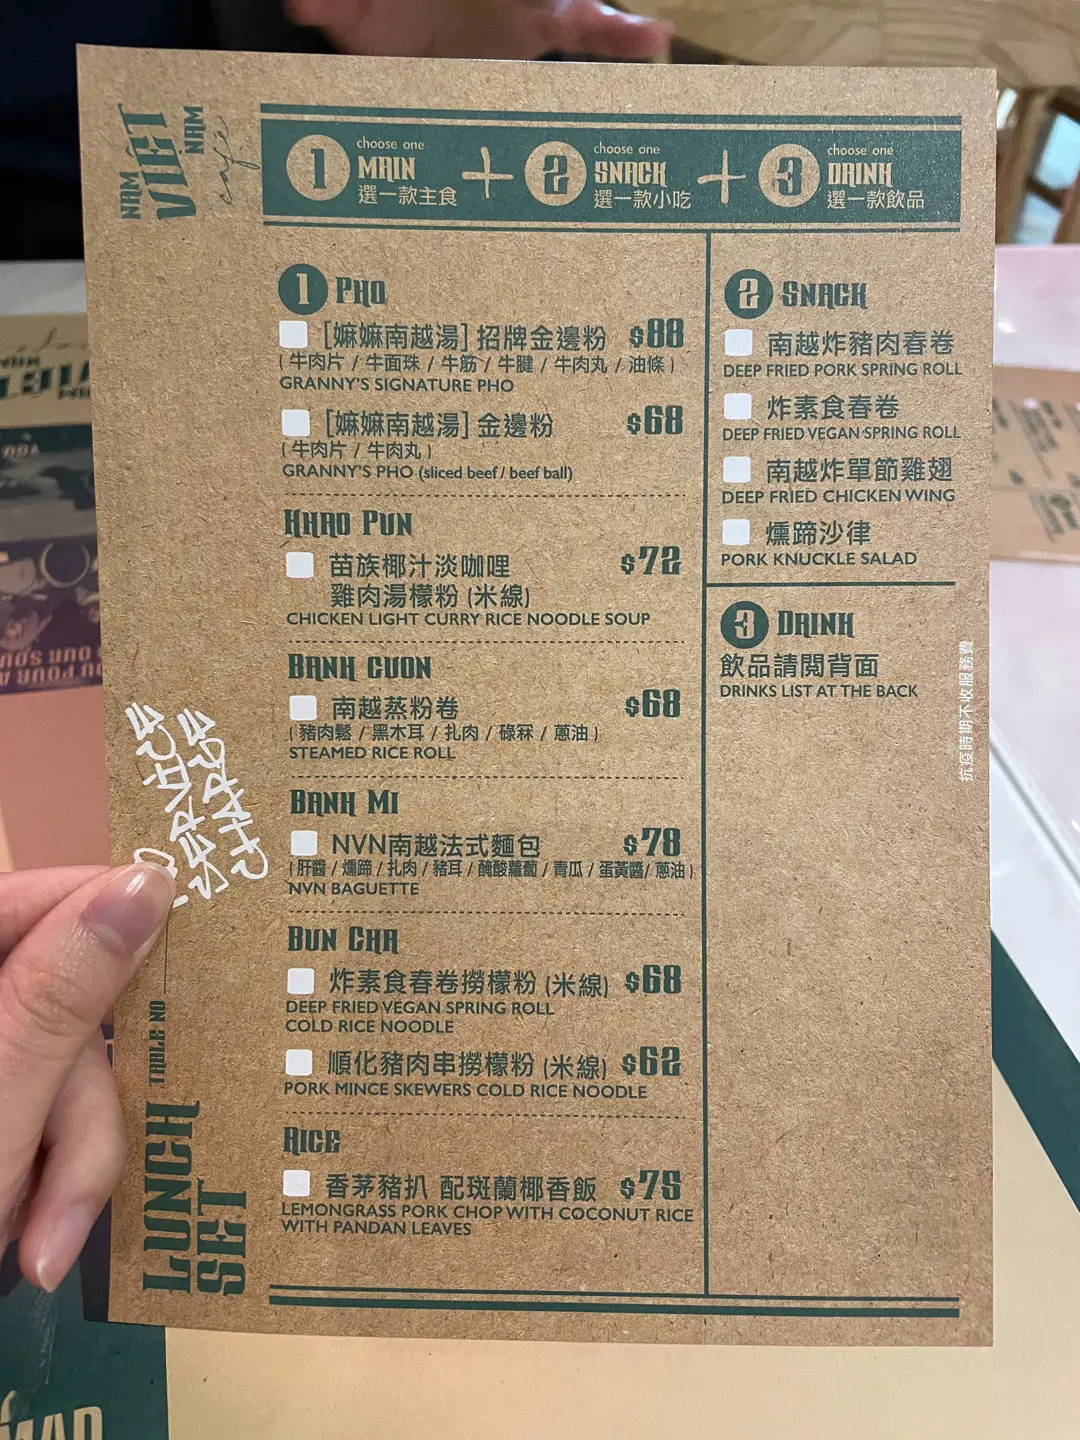 NAM
VIET
NAM
cafe
1 choose one
MAIN
選一款主食
+
2 choose one
SNACK
選一款小吃
+
3 choose one
DRINK
選一款飲品
1 PHO
[嫲嫲南越湯] 招牌金邊粉 $88
( 牛肉片 / 牛面珠 / 牛筋 / 牛腱 / 牛肉丸 / 油條 )
GRANNY'S SIGNATURE PHO
[嫲嫲南越湯] 金邊粉 $68
( 牛肉片 / 牛肉丸 )
GRANNY'S PHO (sliced beef / beef ball)
KHAO PUN
苗族椰汁淡咖哩 $72
雞肉湯檬粉 (米線)
CHICKEN LIGHT CURRY RICE NOODLE SOUP
BANH CUON
南越蒸粉卷 $68
( 豬肉鬆 / 黑木耳 / 扎肉 / 碌冧 / 蔥油 )
STEAMED RICE ROLL
BANH MI
NVN南越法式麵包 $78
( 肝醬 / 燻蹄 / 扎肉 / 豬耳 / 醃酸蘿蔔 / 青瓜 / 蛋黃醬 / 蔥油 )
NVN BAGUETTE
BUN CHA
炸素食春卷撈檬粉 (米線) $68
DEEP FRIED VEGAN SPRING ROLL
COLD RICE NOODLE
順化豬肉串撈檬粉 (米線) $62
PORK MINCE SKEWERS COLD RICE NOODLE
RICE
香茅豬扒 配斑蘭椰香飯 $75
LEMONGRASS PORK CHOP WITH COCONUT RICE
WITH PANDAN LEAVES
2 SNACK
南越炸豬肉春卷
DEEP FRIED PORK SPRING ROLL
炸素食春卷
DEEP FRIED VEGAN SPRING ROLL
南越炸單節雞翅
DEEP FRIED CHICKEN WING
燻蹄沙律
PORK KNUCKLE SALAD
3 DRINK
飲品請閱背面
DRINKS LIST AT THE BACK
抗疫時期不收服務費
SERVICE
CHARGE
TABLE NO
LUNCH
SET